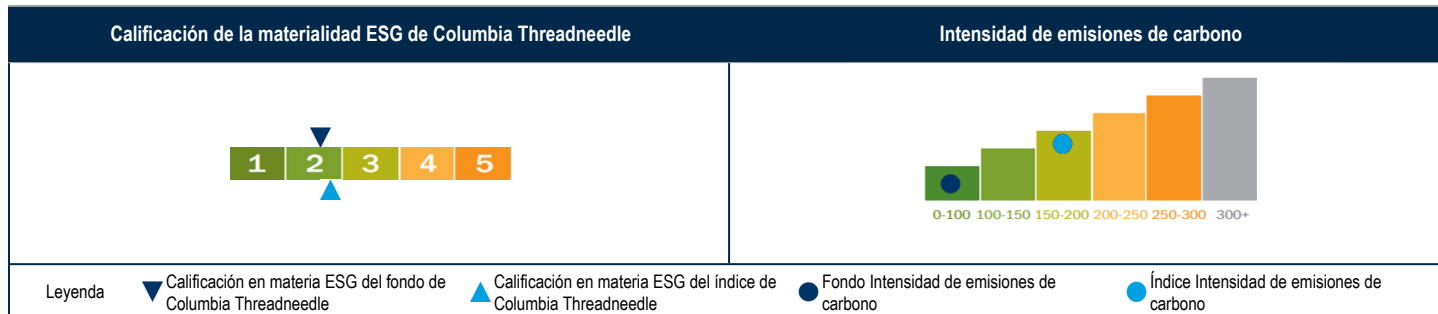 Calificación de la materialidad ESG de Columbia Threadneedle
Intensidad de emisiones de carbono
1 2 3 4 5
0-100 100-150 150-200 200-250 250-300 300+
Leyenda
Calificación en materia ESG del fondo de
Columbia Threadneedle
Calificación en materia ESG del índice de
Columbia Threadneedle
Fondo Intensidad de emisiones de
carbono
Índice Intensidad de emisiones de
carbono